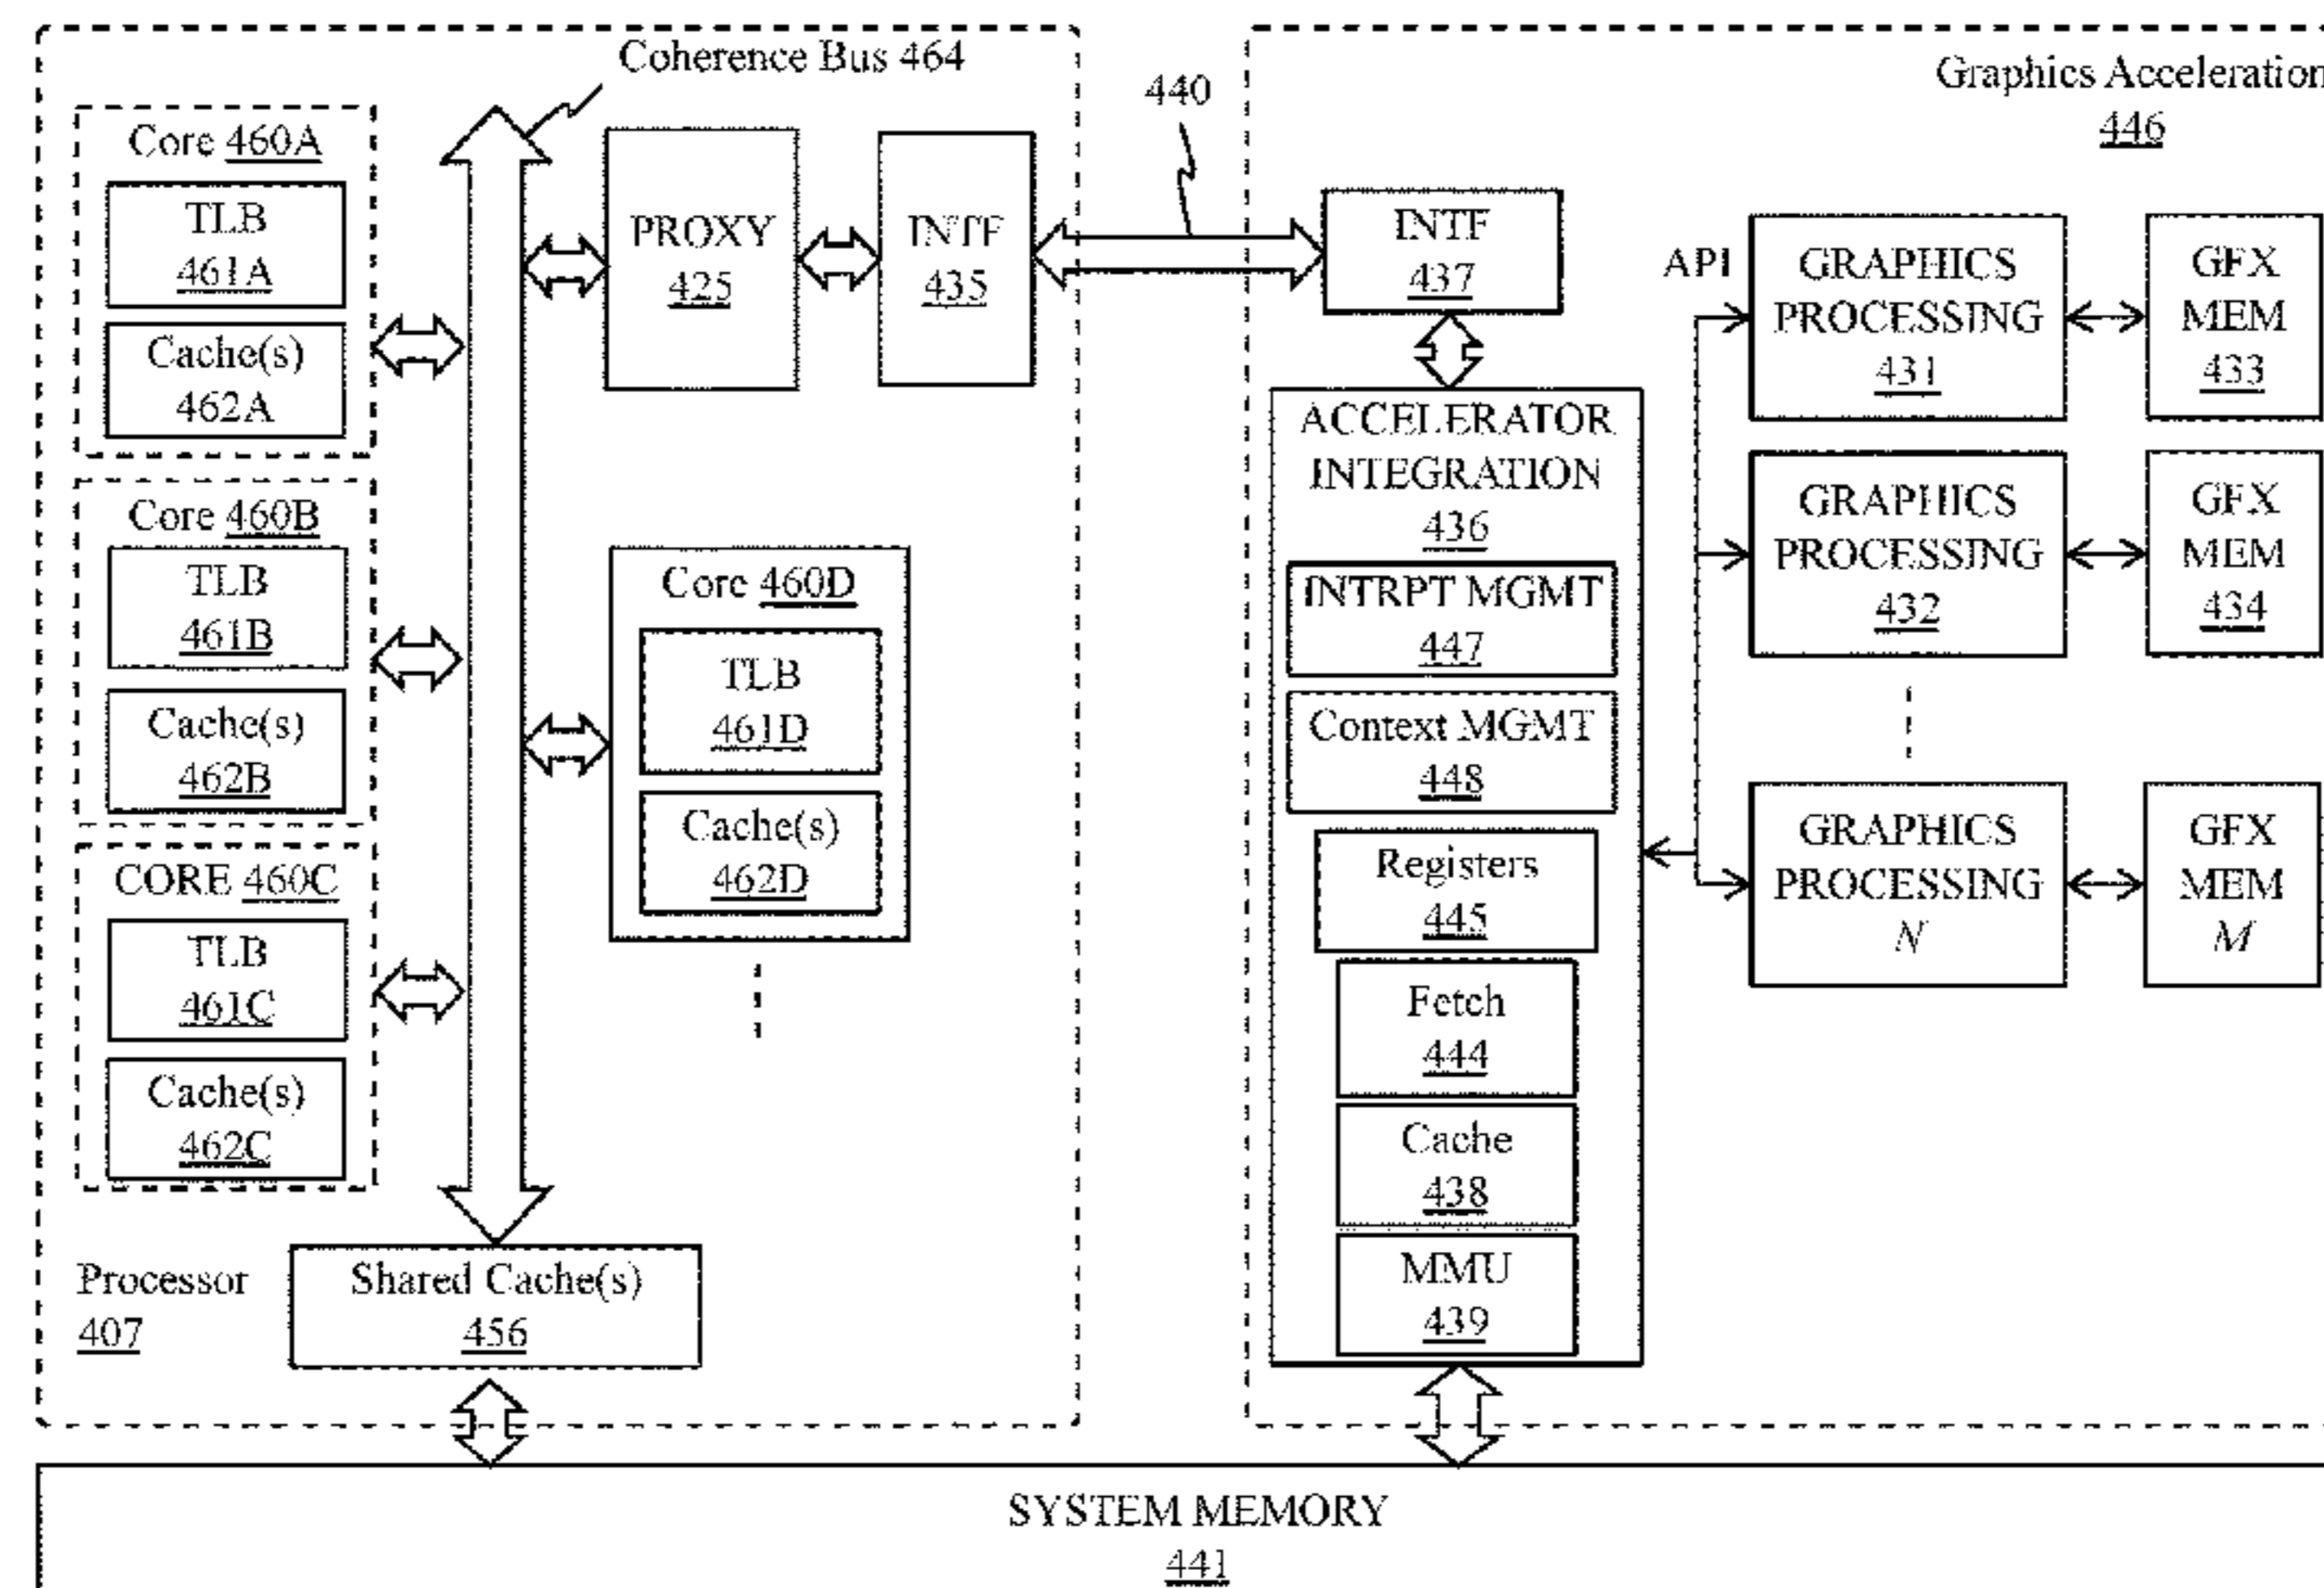 Coherence Bus 464
Core 460A
TLB
461A
Cache(s)
462A
Core 460B
TLB
461B
Cache(s)
462B
CORE 460C
TLB
461C
Cache(s)
462C
Processor
407
Shared Cache(s)
456
PROXY
425
INTF
435
Core 460D
TLB
461D
Cache(s)
462D
440
Graphics Acceleration
446
INTF
437
ACCELERATOR
INTEGRATION
436
INTRPT MGMT
447
Context MGMT
448
Registers
445
Fetch
444
Cache
438
MMU
439
API
GRAPHICS
PROCESSING
431
GFX
MEM
433
GRAPHICS
PROCESSING
432
GFX
MEM
434
GRAPHICS
PROCESSING
N
GFX
MEM
M
SYSTEM MEMORY
441